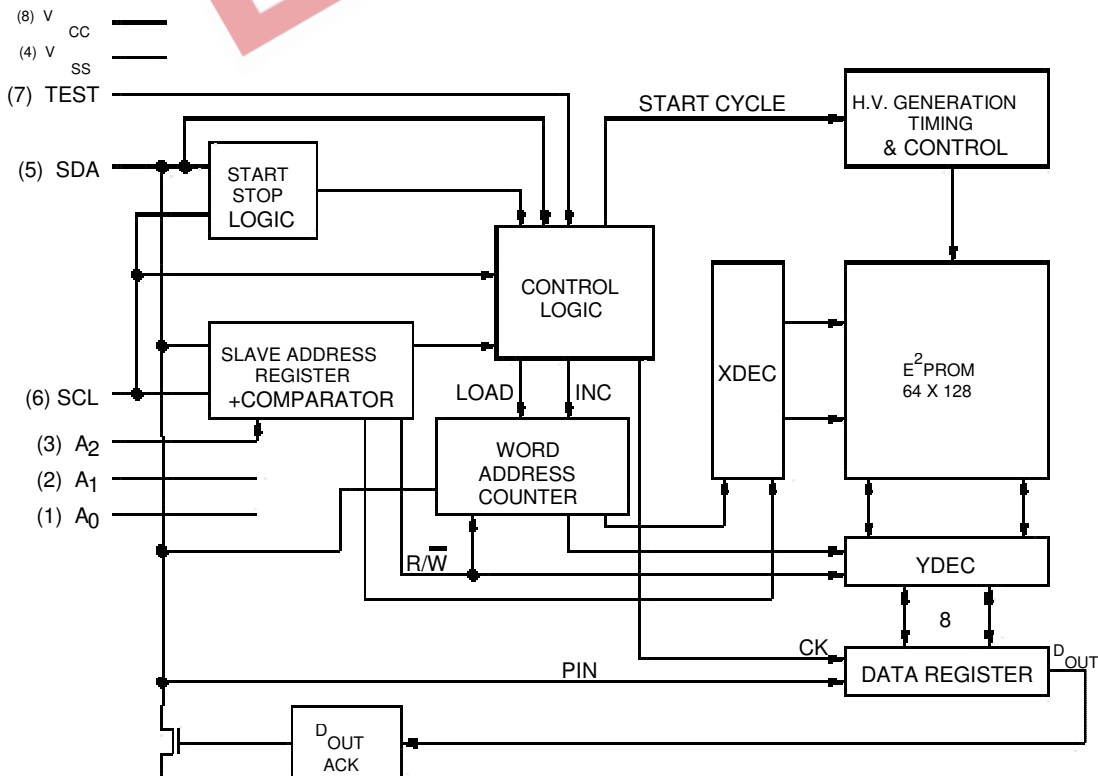 (8) VCC
(4) VSS
(7) TEST
START CYCLE
H.V. GENERATION
TIMING
& CONTROL
(5) SDA
START
STOP
LOGIC
CONTROL
LOGIC
SLAVE ADDRESS
REGISTER
+COMPARATOR
XDEC
E2PROM
64 X 128
LOAD
INC
(6) SCL
(3) A2
(2) A1
(1) A0
WORD
ADDRESS
COUNTER
R/W̅
YDEC
8
CK
DATA REGISTER
DOUT
PIN
DOUT
ACK